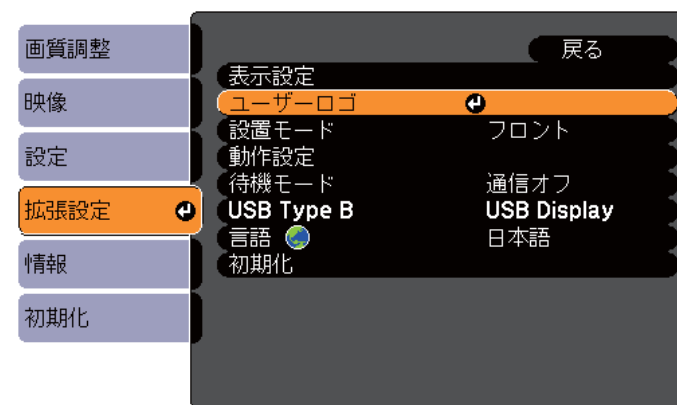 画質調整
映像
設定
拡張設定
情報
初期化
戻る
表示設定
ユーザーロゴ
設置モード フロント
動作設定
待機モード 通信オフ
USB Type B USB Display
言語 日本語
初期化